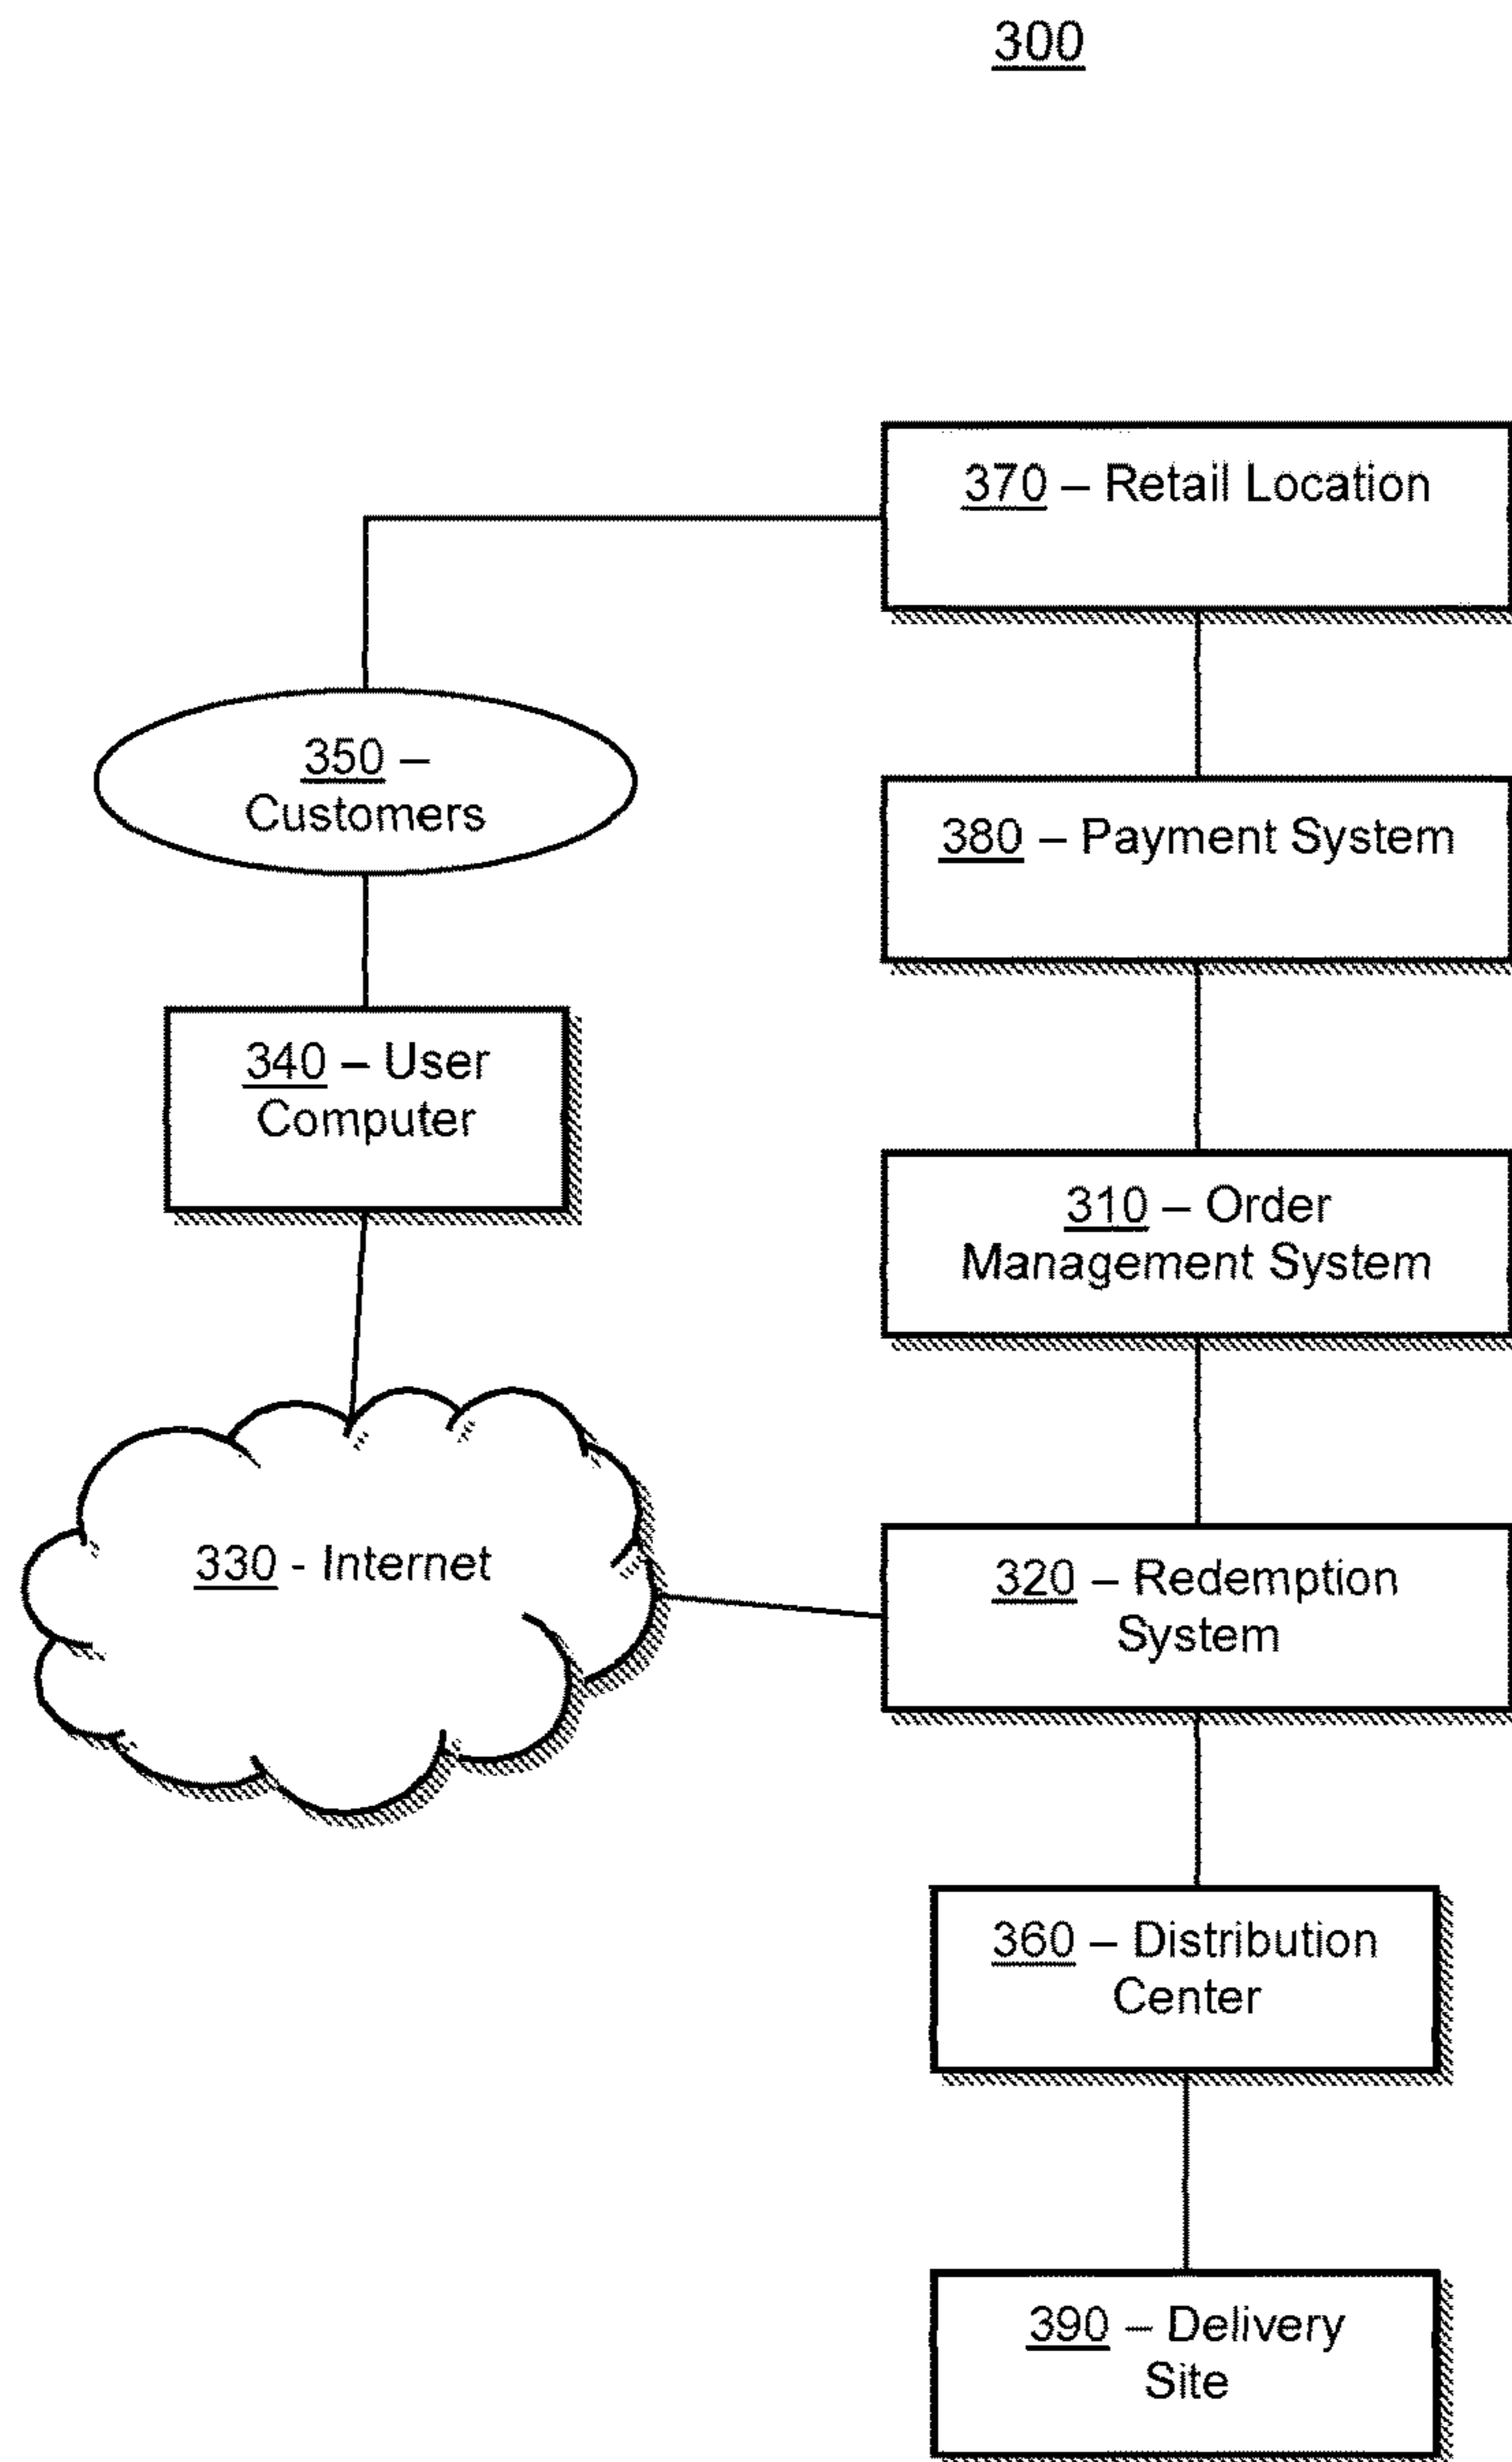 300
370 – Retail Location
350 –
Customers
380 – Payment System
340 – User
Computer
310 – Order
Management System
330 - Internet
320 – Redemption
System
360 – Distribution
Center
390 – Delivery
Site